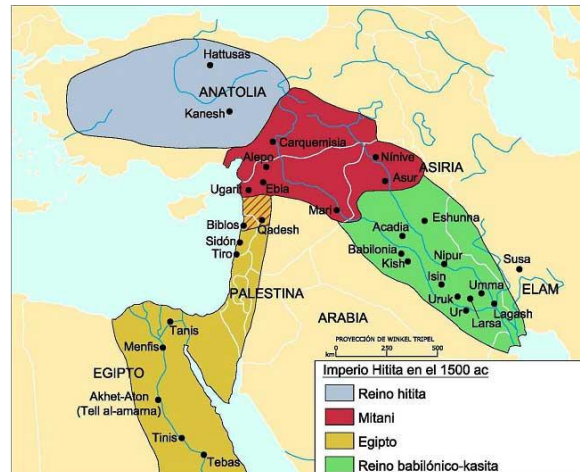 Hattusas
ANATOLIA
Kanesh
Carquemisia
Alepo
Nínive
ASIRIA
Ugarit
Ebla
Asur
Mari
Acadia
Eshunna
Biblos
Qadesh
Sidón
Tiro
Babilonia
Kish
Nipur
Susa
Isin
ELAM
PALESTINA
Uruk
Umma
Ur
Larsa
Lagash
ARABIA
Tanis
PROYECCIÓN DE WINKEL TRIPEL
km
0
500
Menfis
EGIPTO
Akhet-Aton
(Tell al-amarna)
Tinis
Tebas
Imperio Hitita en el 1500 ac
Reino hitita
Mitani
Egipto
Reino babilónico-kasita